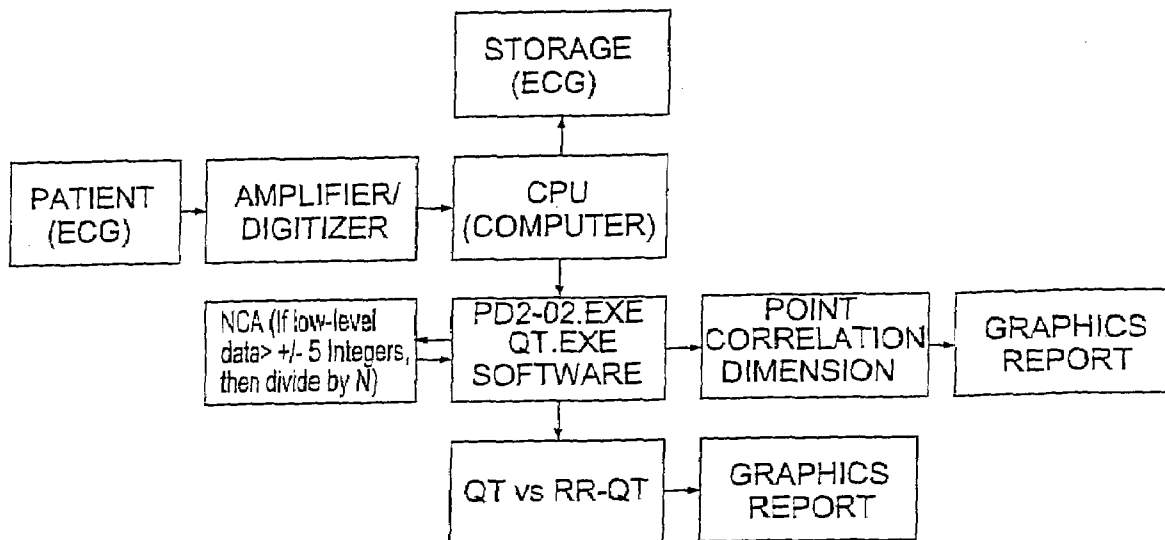 STORAGE
(ECG)
PATIENT
(ECG)
AMPLIFIER/
DIGITIZER
CPU
(COMPUTER)
NCA (If low-level
data> +/- 5 Integers,
then divide by N)
PD2-02.EXE
QT.EXE
SOFTWARE
POINT
CORRELATION
DIMENSION
GRAPHICS
REPORT
QT vs RR-QT
GRAPHICS
REPORT